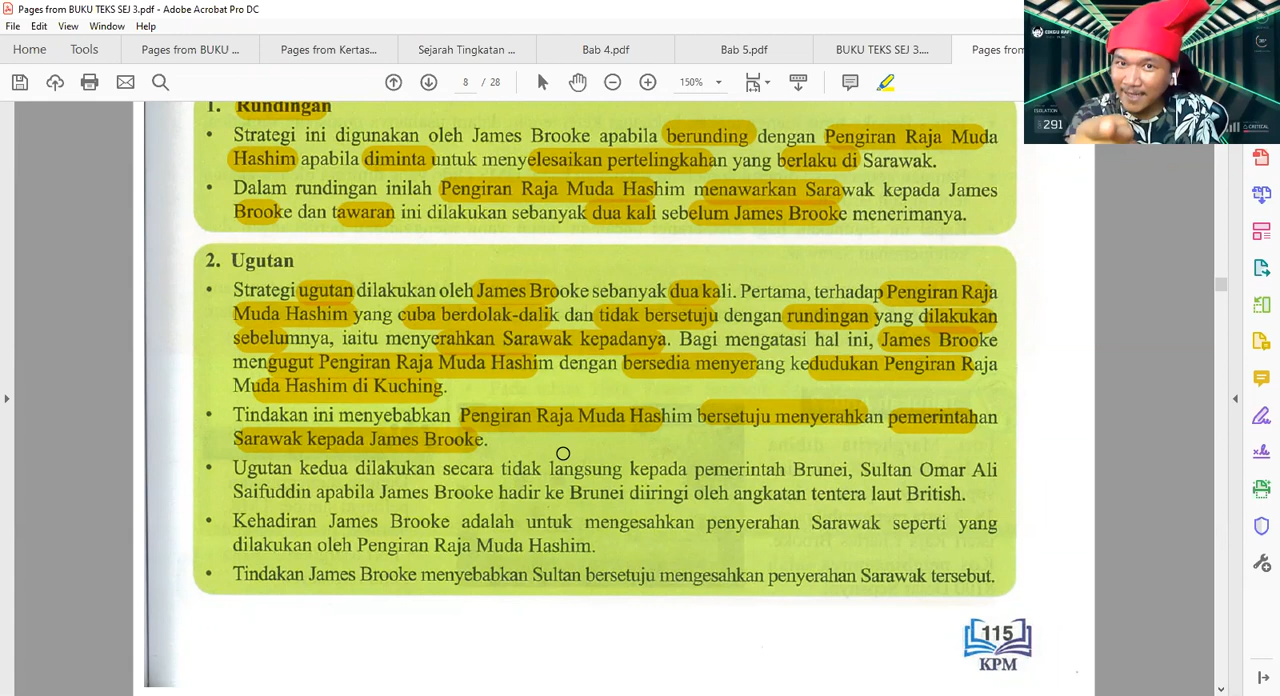 Pages from BUKU TEKS SEJ 3.pdf - Adobe Acrobat Pro DC
File Edit View Window Help
Home Tools Pages from BUKU ... Pages from Kertas... Sejarah Tingkatan ... Bab 4.pdf Bab 5.pdf BUKU TEKS SEJ 3.... Pages from
8 / 28 150%
291
1. Rundingan
• Strategi ini digunakan oleh James Brooke apabila berunding dengan Pengiran Raja Muda
Hashim apabila diminta untuk menyelesaikan pertelingkahan yang berlaku di Sarawak.
• Dalam rundingan inilah Pengiran Raja Muda Hashim menawarkan Sarawak kepada James
Brooke dan tawaran ini dilakukan sebanyak dua kali sebelum James Brooke menerimanya.
2. Ugutan
• Strategi ugutan dilakukan oleh James Brooke sebanyak dua kali. Pertama, terhadap Pengiran Raja
Muda Hashim yang cuba berdolak-dalik dan tidak bersetuju dengan rundingan yang dilakukan
sebelumnya, iaitu menyerahkan Sarawak kepadanya. Bagi mengatasi hal ini, James Brooke
mengugut Pengiran Raja Muda Hashim dengan bersedia menyerang kedudukan Pengiran Raja
Muda Hashim di Kuching.
• Tindakan ini menyebabkan Pengiran Raja Muda Hashim bersetuju menyerahkan pemerintahan
Sarawak kepada James Brooke.
• Ugutan kedua dilakukan secara tidak langsung kepada pemerintah Brunei, Sultan Omar Ali
Saifuddin apabila James Brooke hadir ke Brunei diiringi oleh angkatan tentera laut British.
• Kehadiran James Brooke adalah untuk mengesahkan penyerahan Sarawak seperti yang
dilakukan oleh Pengiran Raja Muda Hashim.
• Tindakan James Brooke menyebabkan Sultan bersetuju mengesahkan penyerahan Sarawak tersebut.
115
KPM